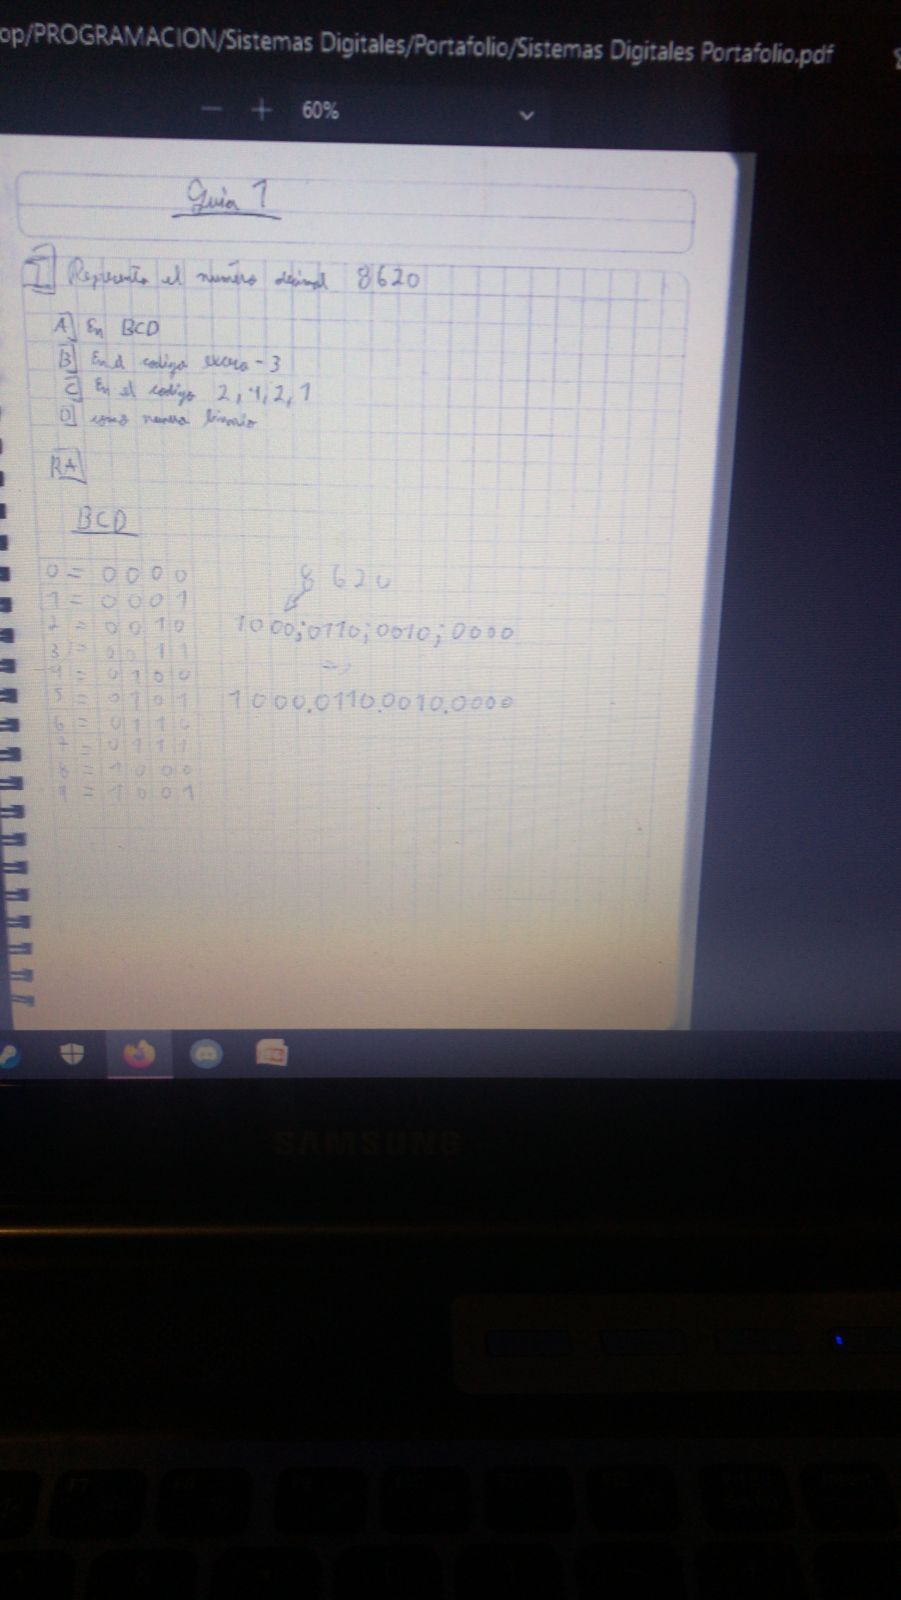 op/PROGRAMACION/Sistemas Digitales/Portafolio/Sistemas Digitales Portafolio.pdf
60%
Guia 1
I Represente el numero decimal 8620
A] En BCD
B] En el codigo exceso-3
C] En el codigo 2,4,2,1
D] como numero binario
RA]
BCD
0 = 0000
8620
1 = 0001
2 = 0010
1000;0110;0010;0000
3 = 0011
4 = 0100
5 = 0101
1000.0110.0010.0000
6 = 0110
7 = 0111
8 = 1000
9 = 1001
SAMSUNG